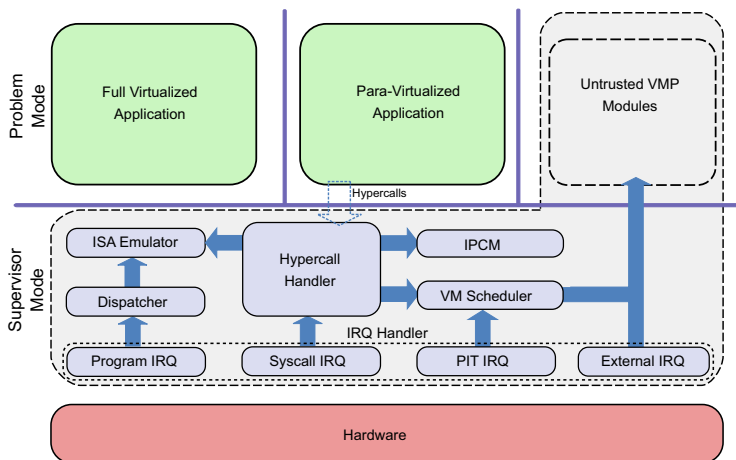 Problem
Mode
Full Virtualized
Application
Para-Virtualized
Application
Untrusted VMP
Modules
Hypercalls
Supervisor
Mode
ISA Emulator
Hypercall
Handler
IPCM
Dispatcher
VM Scheduler
IRQ Handler
Program IRQ
Syscall IRQ
PIT IRQ
External IRQ
Hardware